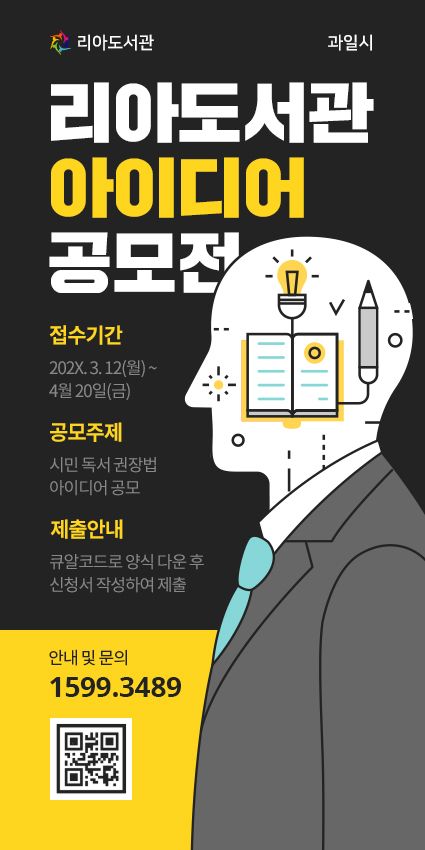 리아도서관
과일시
리아도서관
아이디어
공모전
접수기간
202X. 3. 12(월) ~
4월 20일(금)
공모주제
시민 독서 권장법
아이디어 공모
제출안내
큐알코드로 양식 다운 후
신청서 작성하여 제출
안내 및 문의
1599.3489